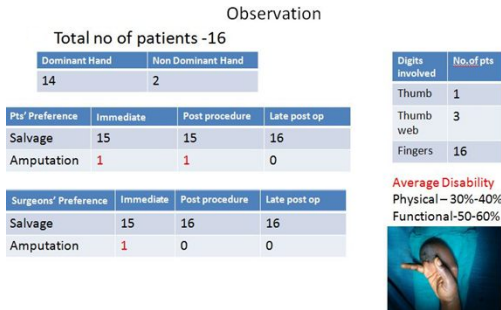 Observation
Total no of patients -16
Dominant Hand Non Dominant Hand
14 2
Pts' Preference Immediate Post procedure Late post op
Salvage 15 15 16
Amputation 1 1 0
Surgeons' Preference Immediate Post procedure Late post op
Salvage 15 16 16
Amputation 1 0 0
Digits involved No.of pts
Thumb 1
Thumb web 3
Fingers 16
Average Disability
Physical – 30%-40%
Functional-50-60%